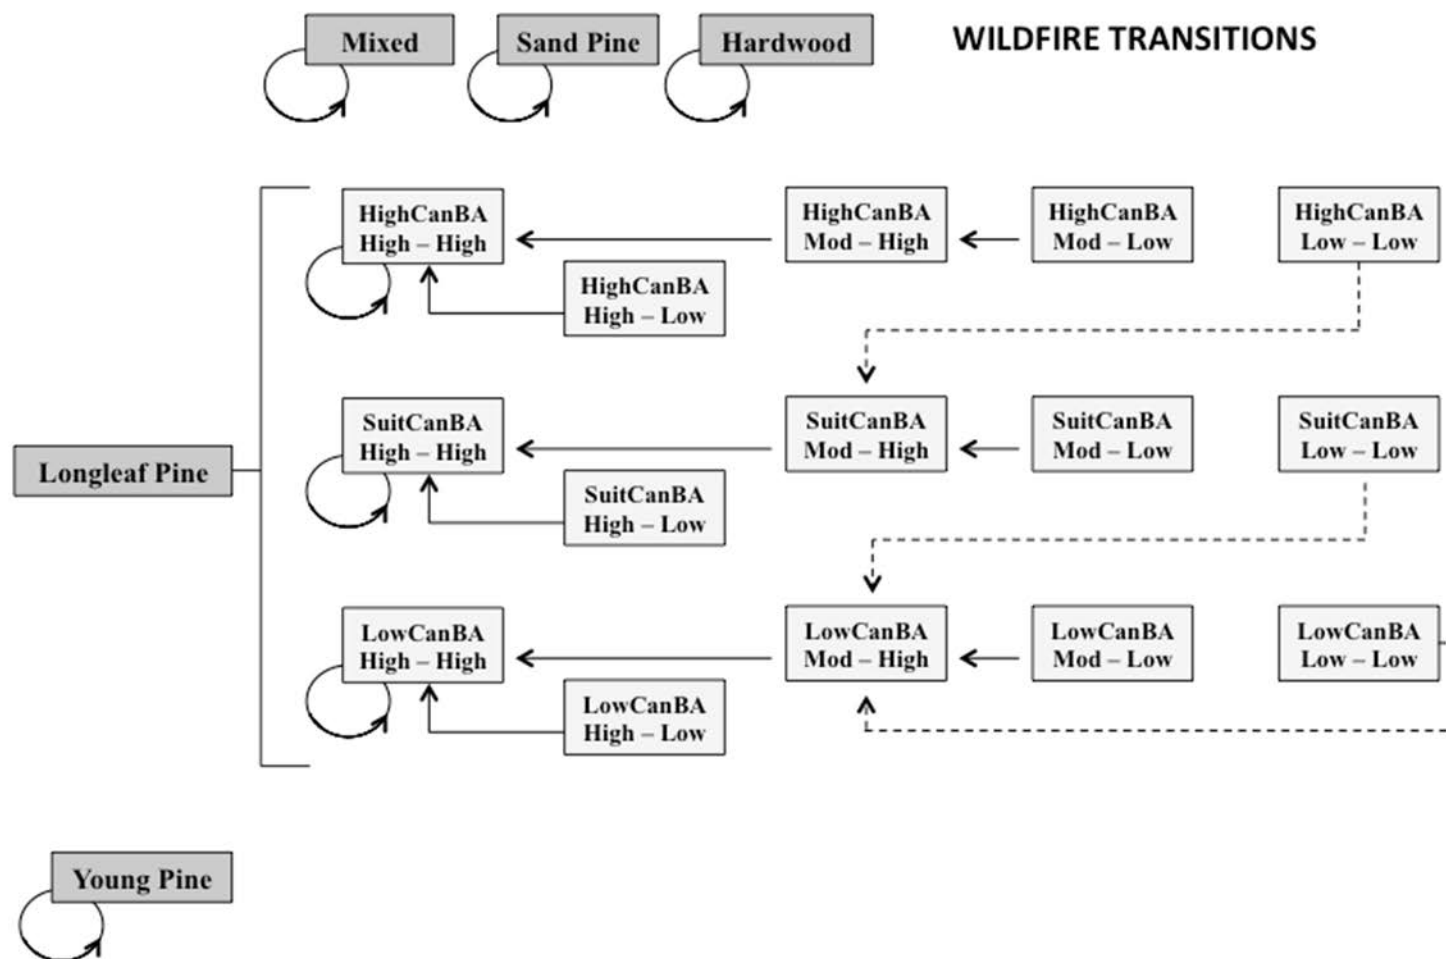 Mixed
Sand Pine
Hardwood
WILDFIRE TRANSITIONS
HighCanBA
High – High
HighCanBA
Mod – High
HighCanBA
Mod – Low
HighCanBA
Low – Low
HighCanBA
High – Low
SuitCanBA
High – High
SuitCanBA
Mod – High
SuitCanBA
Mod – Low
SuitCanBA
Low – Low
Longleaf Pine
SuitCanBA
High – Low
LowCanBA
High – High
LowCanBA
Mod – High
LowCanBA
Mod – Low
LowCanBA
Low – Low
LowCanBA
High – Low
Young Pine